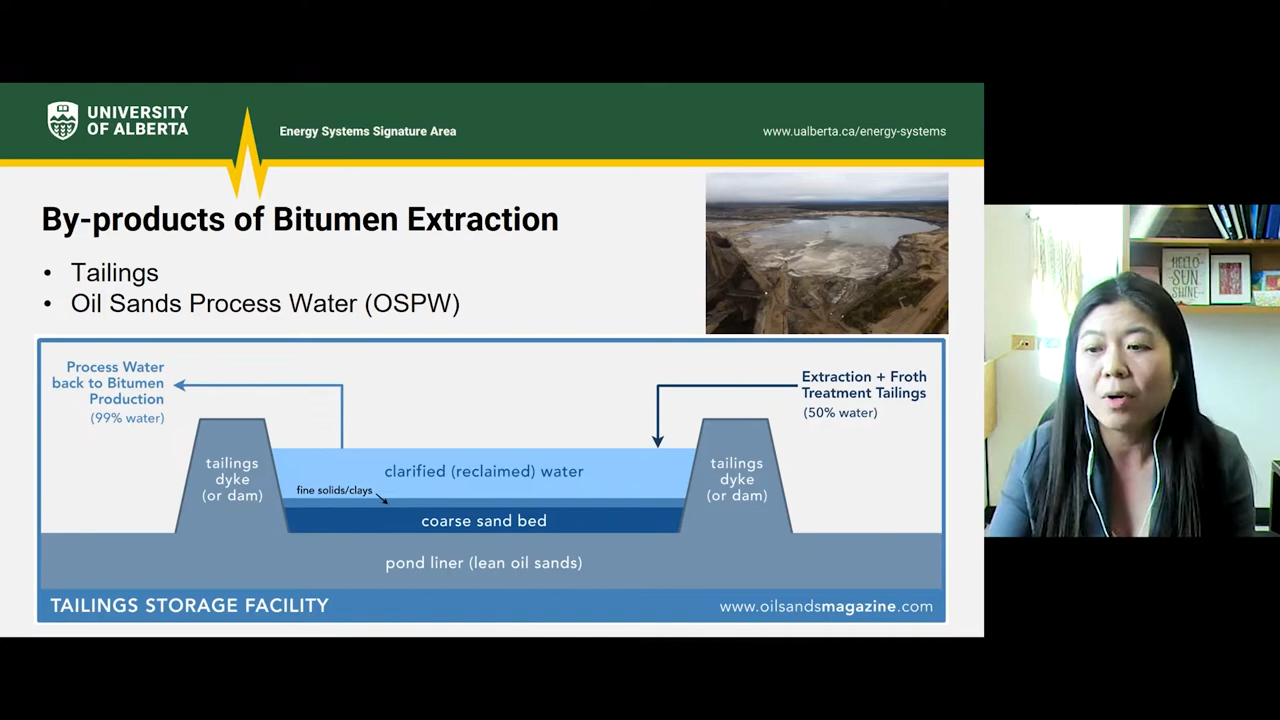 UNIVERSITY
OF ALBERTA
Energy Systems Signature Area
www.ualberta.ca/energy-systems
By-products of Bitumen Extraction
• Tailings
• Oil Sands Process Water (OSPW)
Process Water
back to Bitumen
Production
(99% water)
Extraction + Froth
Treatment Tailings
(50% water)
tailings
dyke
(or dam)
clarified (reclaimed) water
fine solids/clays
coarse sand bed
tailings
dyke
(or dam)
pond liner (lean oil sands)
TAILINGS STORAGE FACILITY
www.oilsandsmagazine.com
HELLO
SUN
SHINE